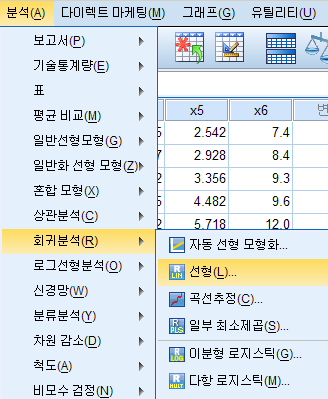 분석(A) 다이렉트 마케팅(M) 그래프(G) 유틸리티(U)
보고서(P)
기술통계량(E)
표
평균 비교(M)
일반선형모형(G)
일반화 선형 모형(Z)
혼합 모형(X)
상관분석(C)
회귀분석(R)
로그선형분석(O)
신경망(W)
분류분석(Y)
차원 감소(D)
척도(A)
비모수 검정(N)
x5 x6 변
5 2.542 7.4
7 2.928 8.4
3.356 9.3
4.482 9.6
5.718 12.0
자동 선형 모형화...
R LIN 선형(L)...
곡선추정(C)...
R PLS 일부 최소제곱(S)...
R LOG 이분형 로지스틱(G)...
R MULT 다항 로지스틱(M)...